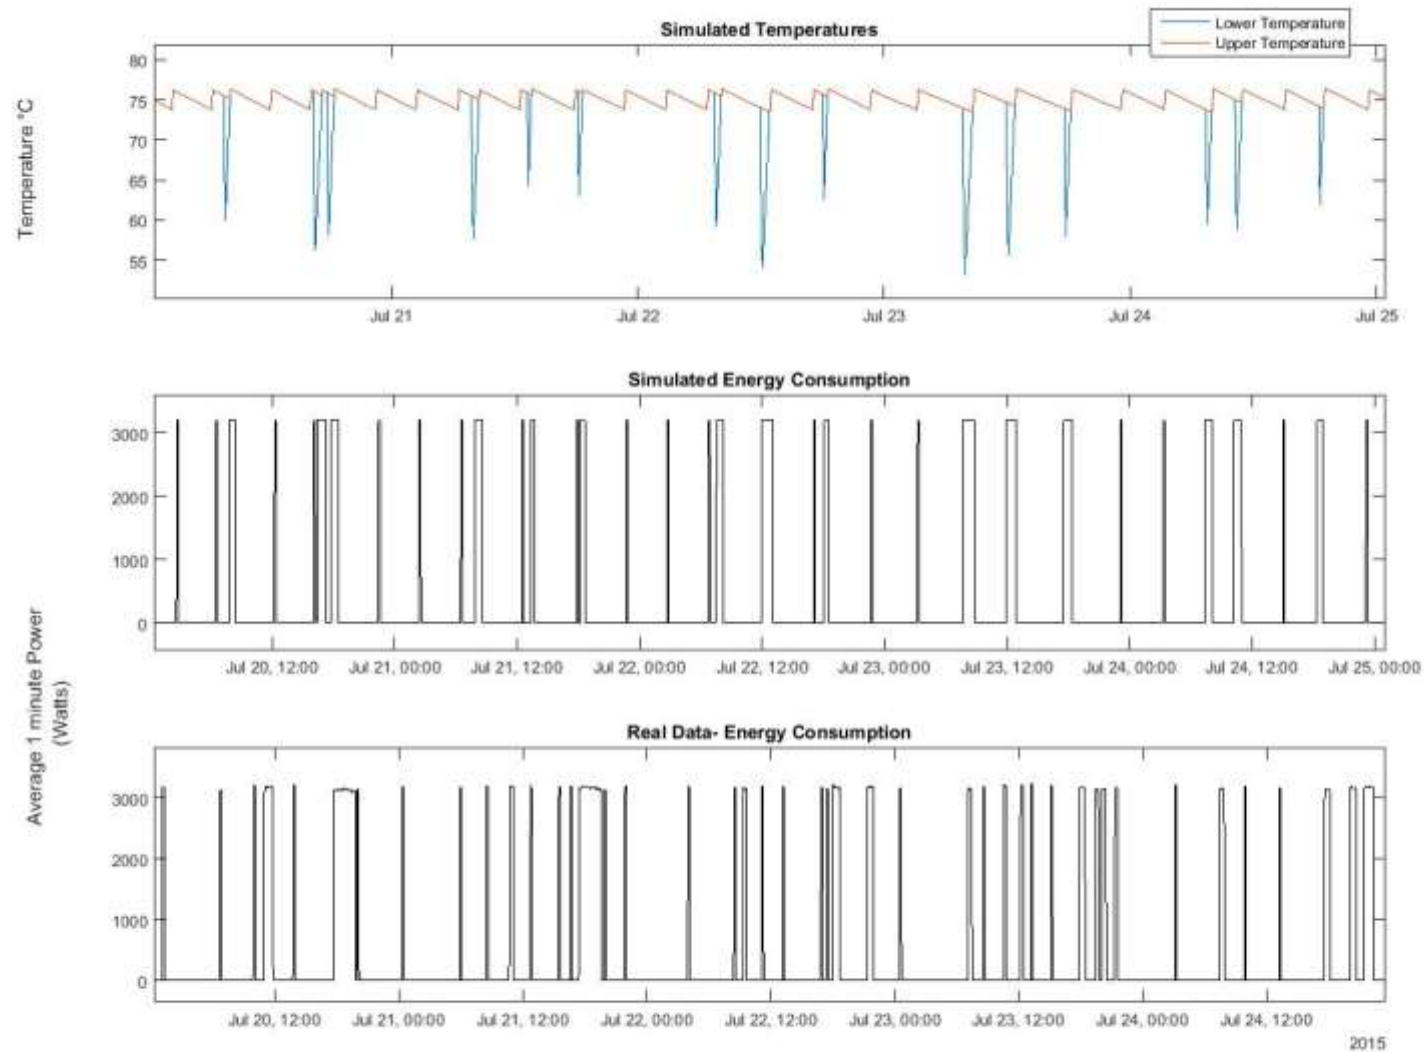 Simulated Temperatures
Lower Temperature
Upper Temperature
Temperature °C
80
75
70
65
60
55
Jul 21
Jul 22
Jul 23
Jul 24
Jul 25
Simulated Energy Consumption
3000
2000
1000
0
Jul 20, 12:00
Jul 21, 00:00
Jul 21, 12:00
Jul 22, 00:00
Jul 22, 12:00
Jul 23, 00:00
Jul 23, 12:00
Jul 24, 00:00
Jul 24, 12:00
Jul 25, 00:00
Average 1 minute Power
(Watts)
Real Data- Energy Consumption
3000
2000
1000
0
Jul 20, 12:00
Jul 21, 00:00
Jul 21, 12:00
Jul 22, 00:00
Jul 22, 12:00
Jul 23, 00:00
Jul 23, 12:00
Jul 24, 00:00
Jul 24, 12:00
2015